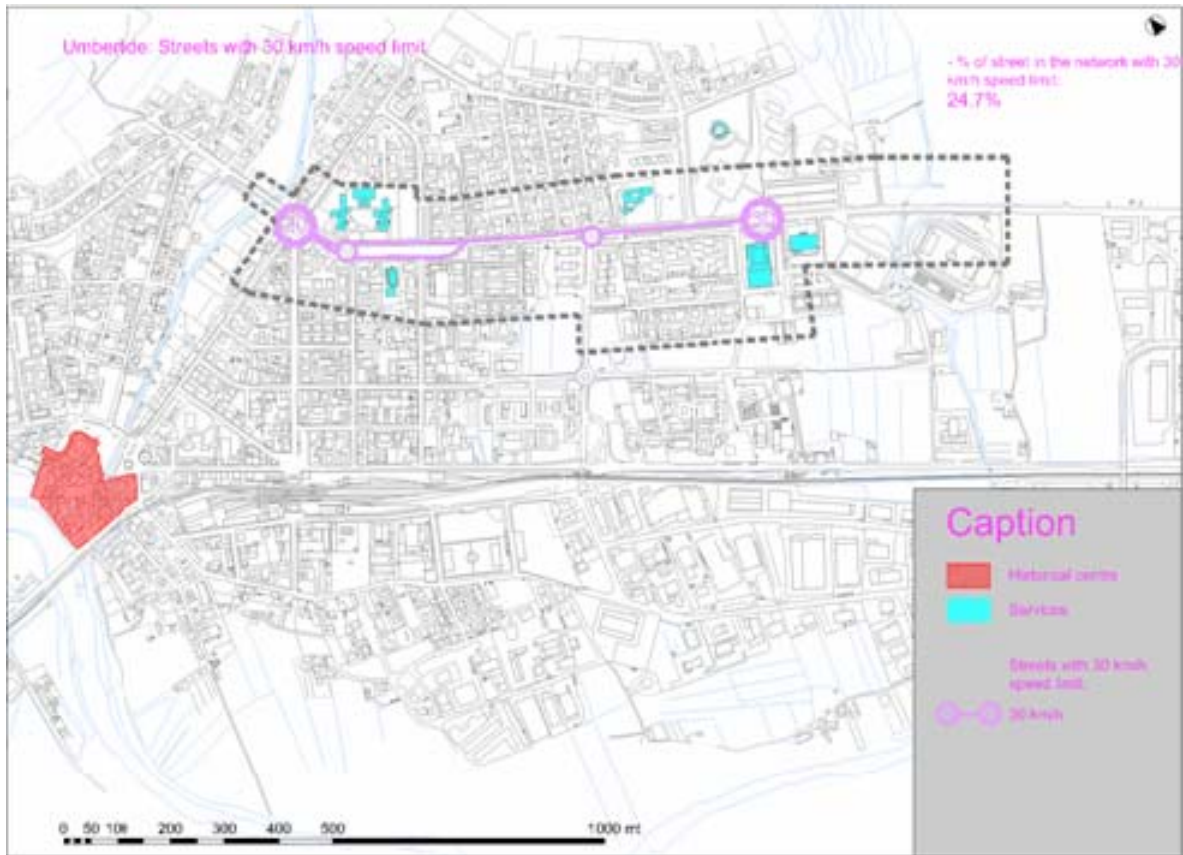 Umbertide: Streets with 30 km/h speed limit
- % of street in the network with 30
km/h speed limit:
24.7%
Caption
Historical centre
Services
Streets with 30 km/h
speed limit:
30 km/h
0 50 100 200 300 400 500 1000 mt